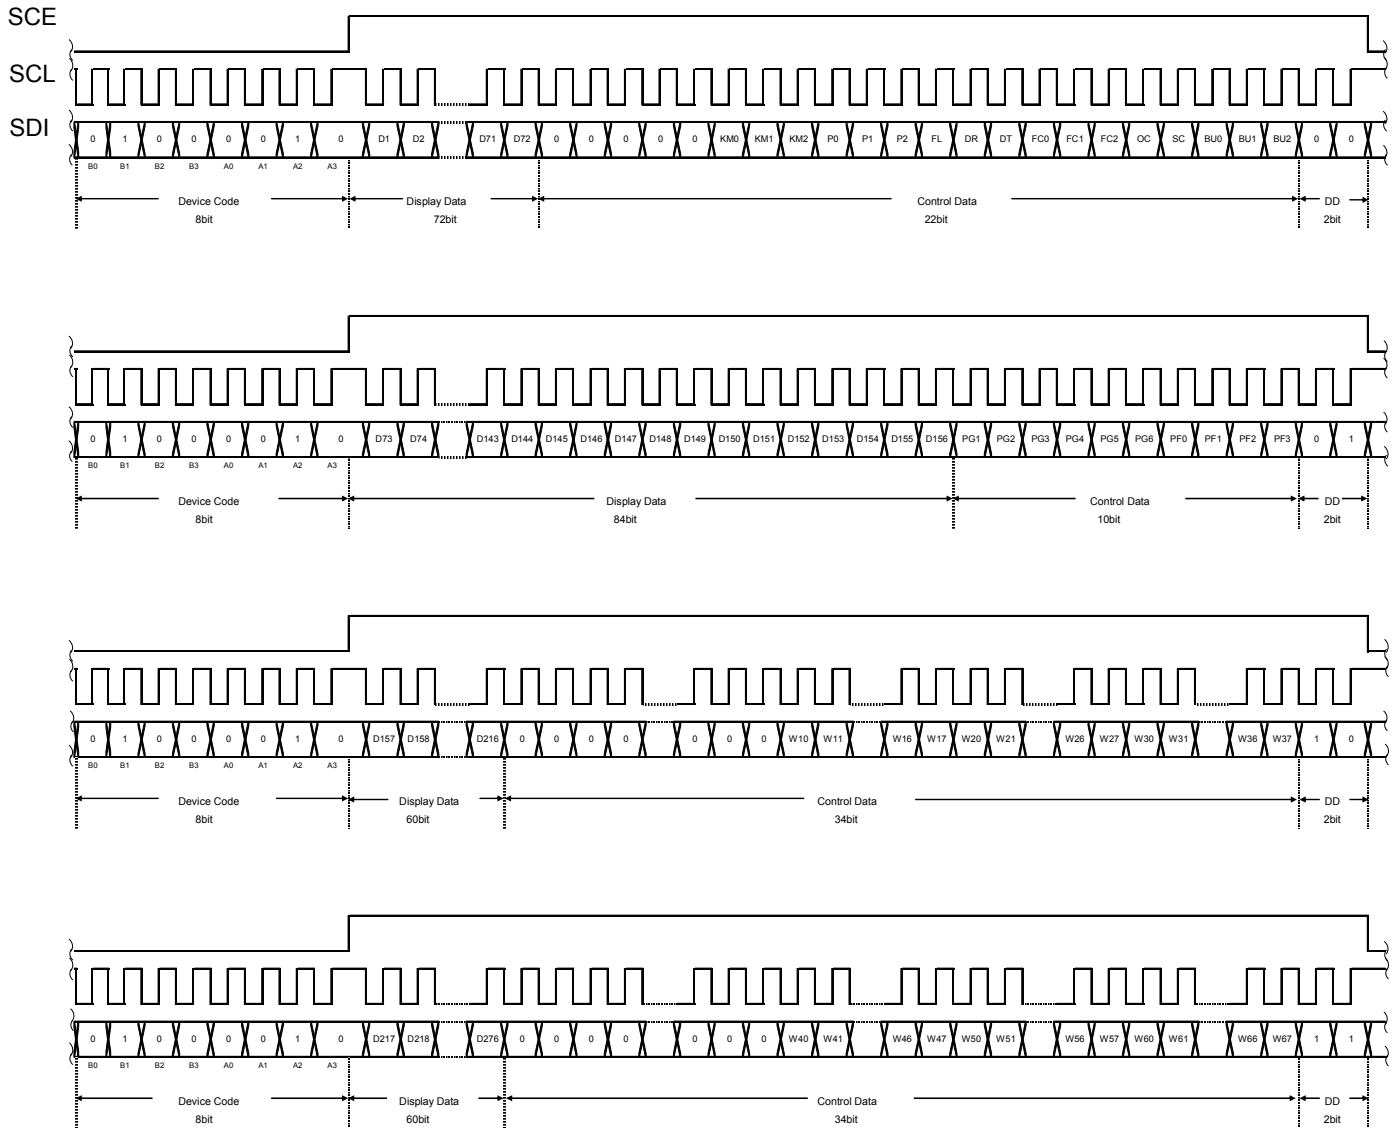 SCE
SCL
SDI
0 1 0 0 0 0 1 0 D1 D2 D71 D72 0 0 0 0 0 KM0 KM1 KM2 P0 P1 P2 FL DR DT FC0 FC1 FC2 OC SC BU0 BU1 BU2 0 0
B0 B1 B2 B3 A0 A1 A2 A3
Device Code Display Data Control Data DD
8bit 72bit 22bit 2bit
0 1 0 0 0 0 1 0 D73 D74 D143 D144 D145 D146 D147 D148 D149 D150 D151 D152 D153 D154 D155 D156 PG1 PG2 PG3 PG4 PG5 PG6 PF0 PF1 PF2 PF3 0 1
B0 B1 B2 B3 A0 A1 A2 A3
Device Code Display Data Control Data DD
8bit 84bit 10bit 2bit
0 1 0 0 0 0 1 0 D157 D158 D216 0 0 0 0 0 0 0 W10 W11 W16 W17 W20 W21 W26 W27 W30 W31 W36 W37 1 0
B0 B1 B2 B3 A0 A1 A2 A3
Device Code Display Data Control Data DD
8bit 60bit 34bit 2bit
0 1 0 0 0 0 1 0 D217 D218 D276 0 0 0 0 0 0 0 W40 W41 W46 W47 W50 W51 W56 W57 W60 W61 W66 W67 1 1
B0 B1 B2 B3 A0 A1 A2 A3
Device Code Display Data Control Data DD
8bit 60bit 34bit 2bit